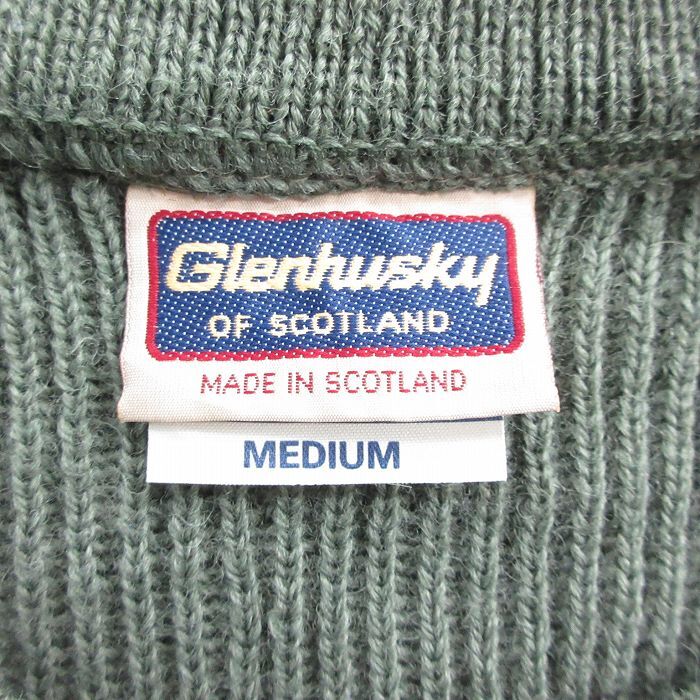 Glenhusky
OF SCOTLAND
MADE IN SCOTLAND
MEDIUM